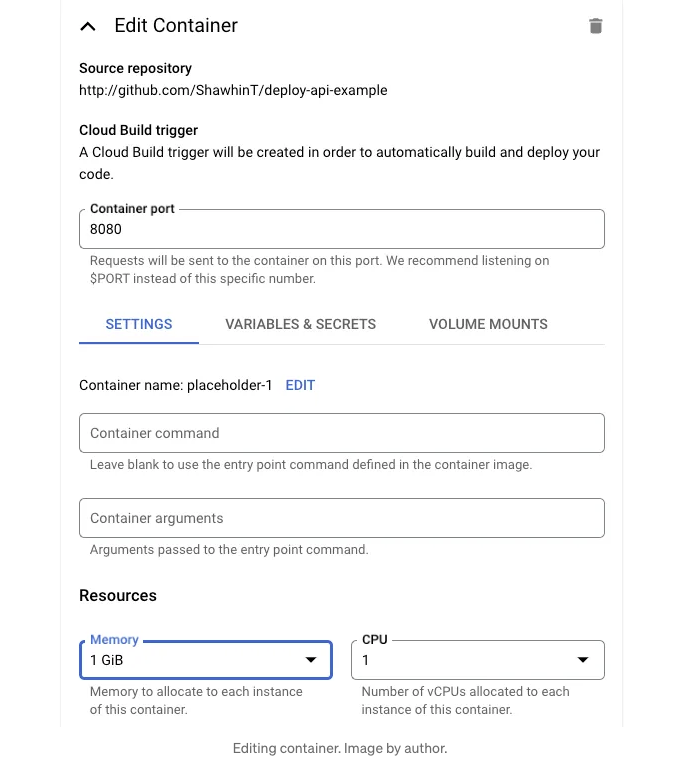 Edit Container
Source repository
http://github.com/ShawhinT/deploy-api-example
Cloud Build trigger
A Cloud Build trigger will be created in order to automatically build and deploy your
code.
Container port
8080
Requests will be sent to the container on this port. We recommend listening on
$PORT instead of this specific number.
SETTINGS VARIABLES & SECRETS VOLUME MOUNTS
Container name: placeholder-1 EDIT
Container command
Leave blank to use the entry point command defined in the container image.
Container arguments
Arguments passed to the entry point command.
Resources
Memory
1 GiB
Memory to allocate to each instance
of this container.
CPU
1
Number of vCPUs allocated to each
instance of this container.
Editing container. Image by author.